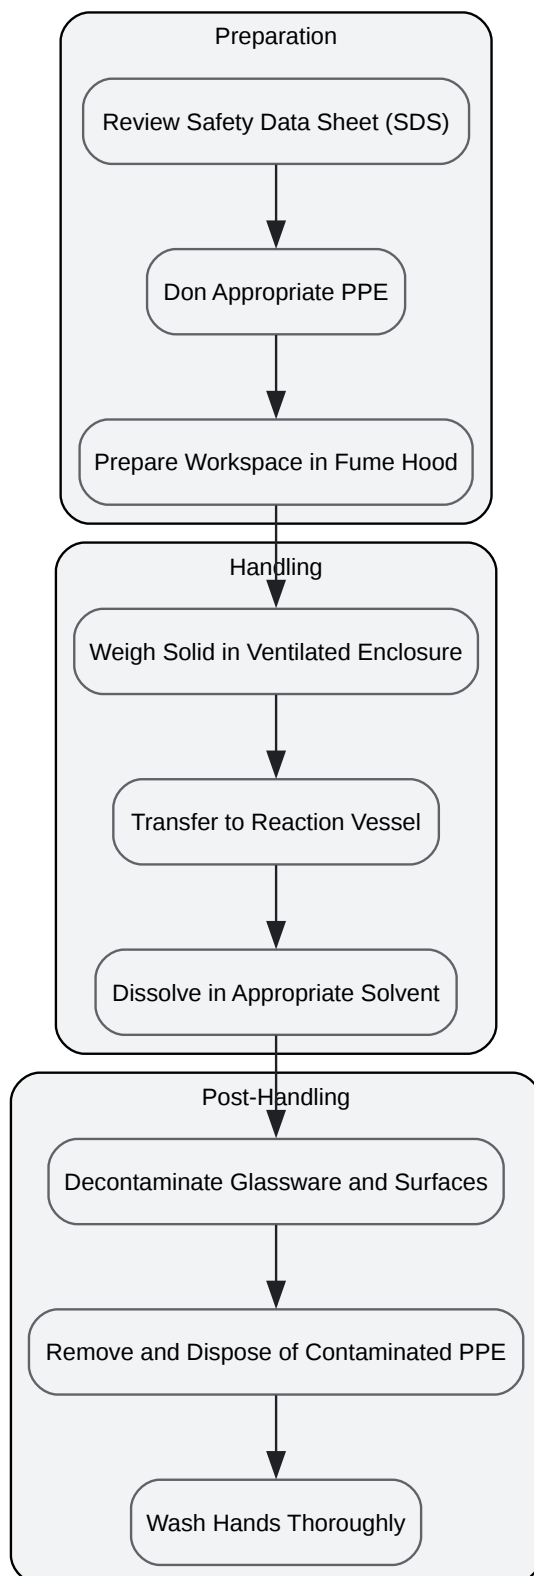 Preparation
Review Safety Data Sheet (SDS)
Don Appropriate PPE
Prepare Workspace in Fume Hood
Handling
Weigh Solid in Ventilated Enclosure
Transfer to Reaction Vessel
Dissolve in Appropriate Solvent
Post-Handling
Decontaminate Glassware and Surfaces
Remove and Dispose of Contaminated PPE
Wash Hands Thoroughly